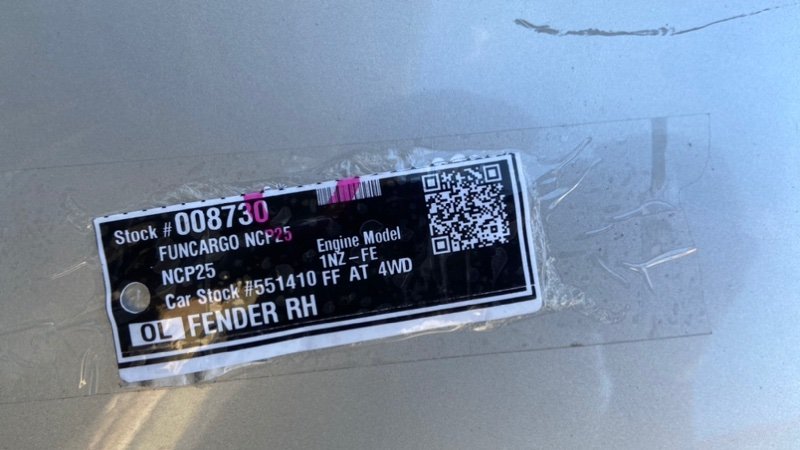 Stock # 008730
FUNCARGO NCP25
NCP25
Engine Model
1NZ-FE
Car Stock #551410 FF AT 4WD
OL FENDER RH